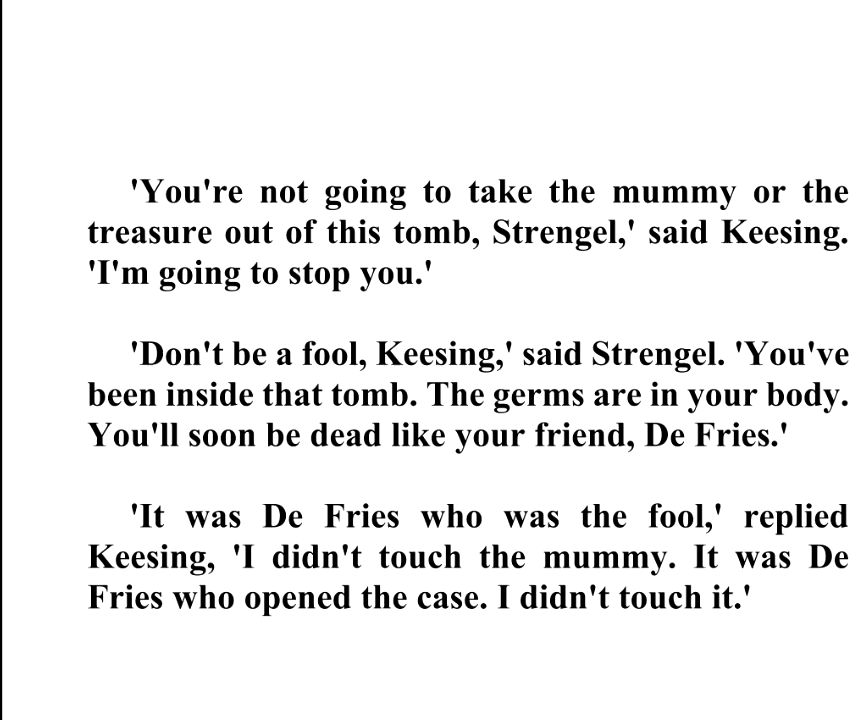 'You're not going to take the mummy or the
treasure out of this tomb, Strengel,' said Keesing.
'I'm going to stop you.'
'Don't be a fool, Keesing,' said Strengel. 'You've
been inside that tomb. The germs are in your body.
You'll soon be dead like your friend, De Fries.'
'It was De Fries who was the fool,' replied
Keesing, 'I didn't touch the mummy. It was De
Fries who opened the case. I didn't touch it.'